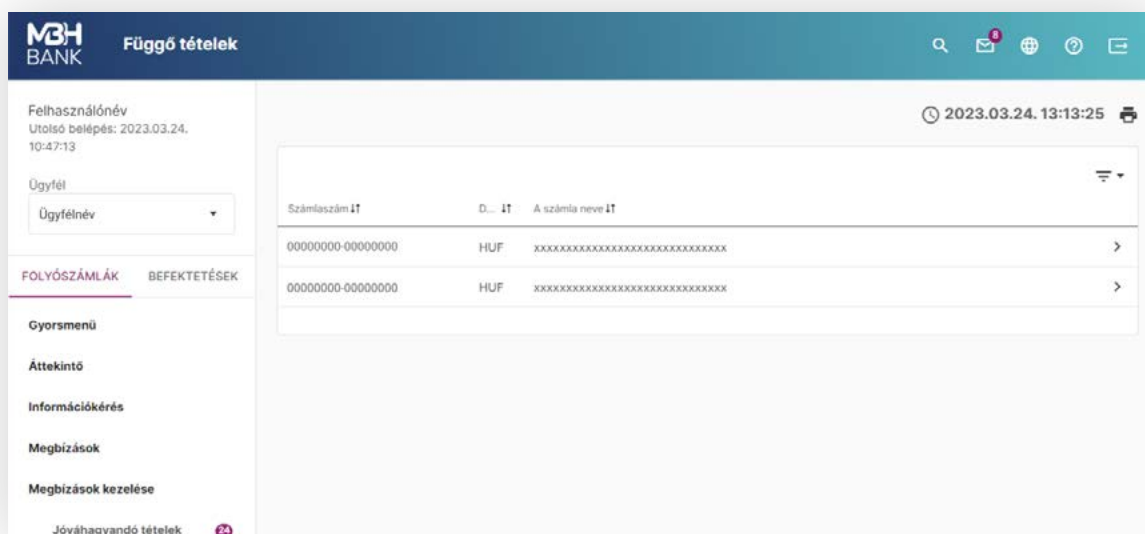 MBH
BANK
Függő tételek
8
Felhasználónév
Utolsó belépés: 2023.03.24.
10:47:13
Ügyfél
Ügyfélnév
FOLYÓSZÁMLÁK BEFEKTETÉSEK
Gyorsmenü
Áttekintő
Információkérés
Megbízások
Megbízások kezelése
Jóváhagyandó tételek 24
2023.03.24. 13:13:25
Számlaszám D... A számla neve
00000000-00000000 HUF xxxxxxxxxxxxxxxxxxxxxxxxxxxxxx
00000000-00000000 HUF xxxxxxxxxxxxxxxxxxxxxxxxxxxxxx